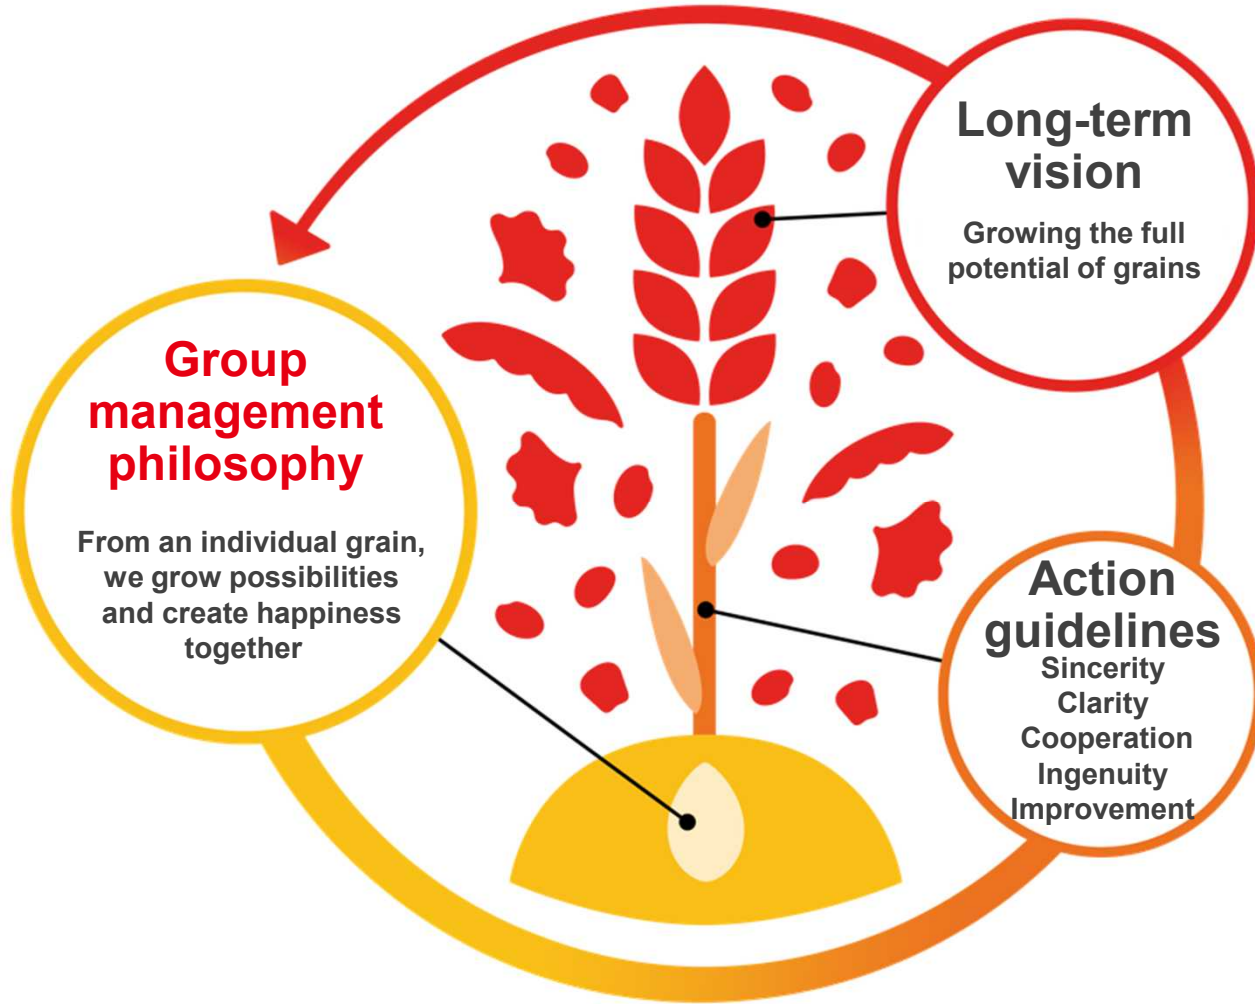 Long-term
vision
Growing the full
potential of grains
Group
management
philosophy
From an individual grain,
we grow possibilities
and create happiness
together
Action
guidelines
Sincerity
Clarity
Cooperation
Ingenuity
Improvement